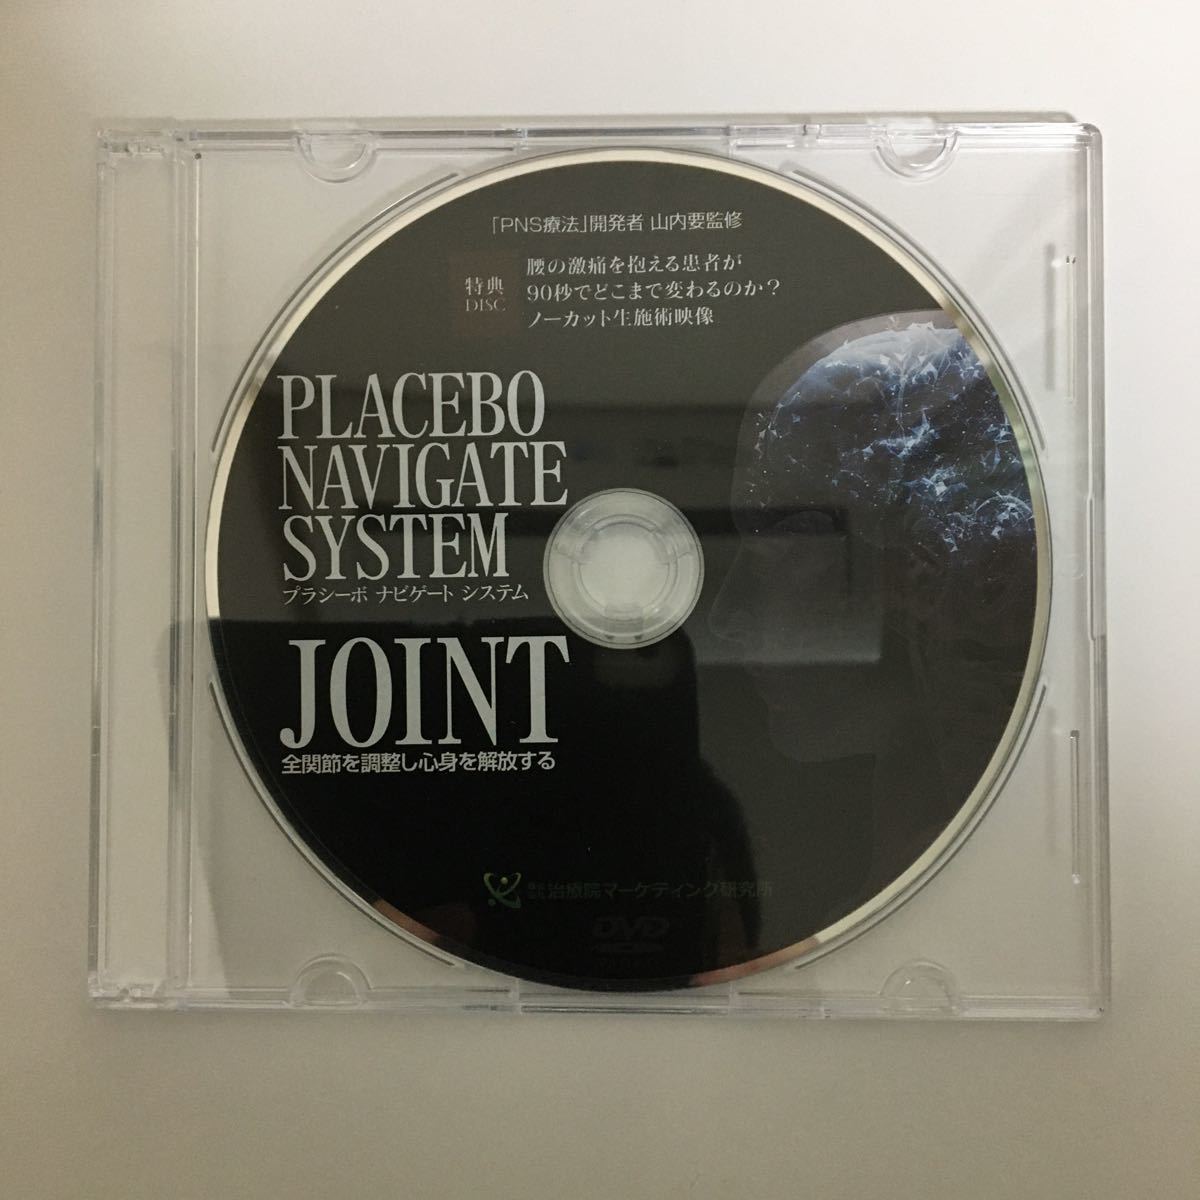 「PNS療法」開発者 山内要監修
特典
DISC
腰の激痛を抱える患者が
90秒でどこまで変わるのか?
ノーカット生施術映像
PLACEBO
NAVIGATE
SYSTEM
プラシーボ ナビゲート システム
JOINT
全関節を調整し心身を解放する
株式会社 治療院マーケティング研究所
DVD